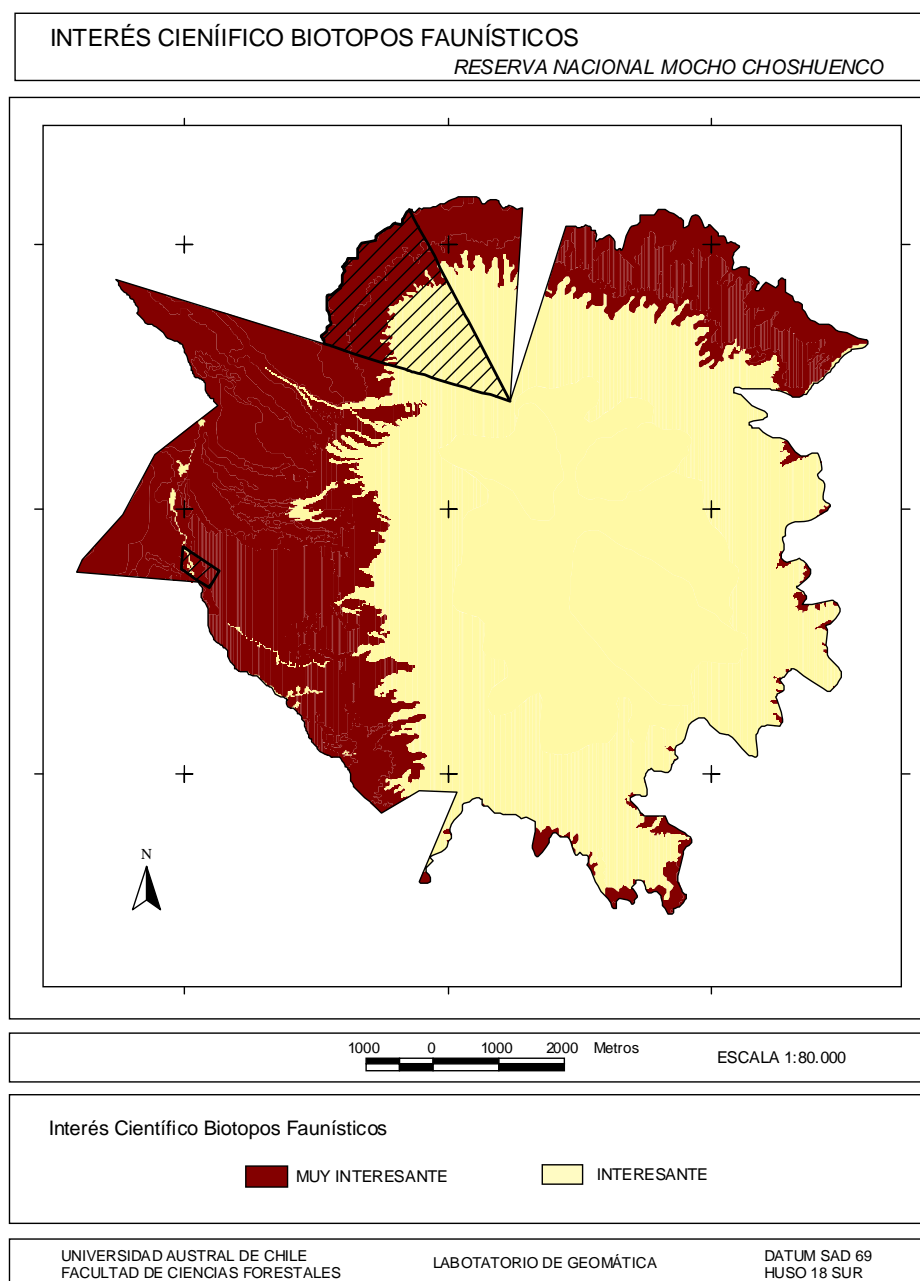 INTERÉS CIENÍIFICO BIOTOPOS FAUNÍSTICOS
RESERVA NACIONAL MOCHO CHOSHUENCO
N
1000 0 1000 2000 Metros
ESCALA 1:80.000
Interés Científico Biotopos Faunísticos
MUY INTERESANTE
INTERESANTE
UNIVERSIDAD AUSTRAL DE CHILE
FACULTAD DE CIENCIAS FORESTALES
LABOTATORIO DE GEOMÁTICA
DATUM SAD 69
HUSO 18 SUR